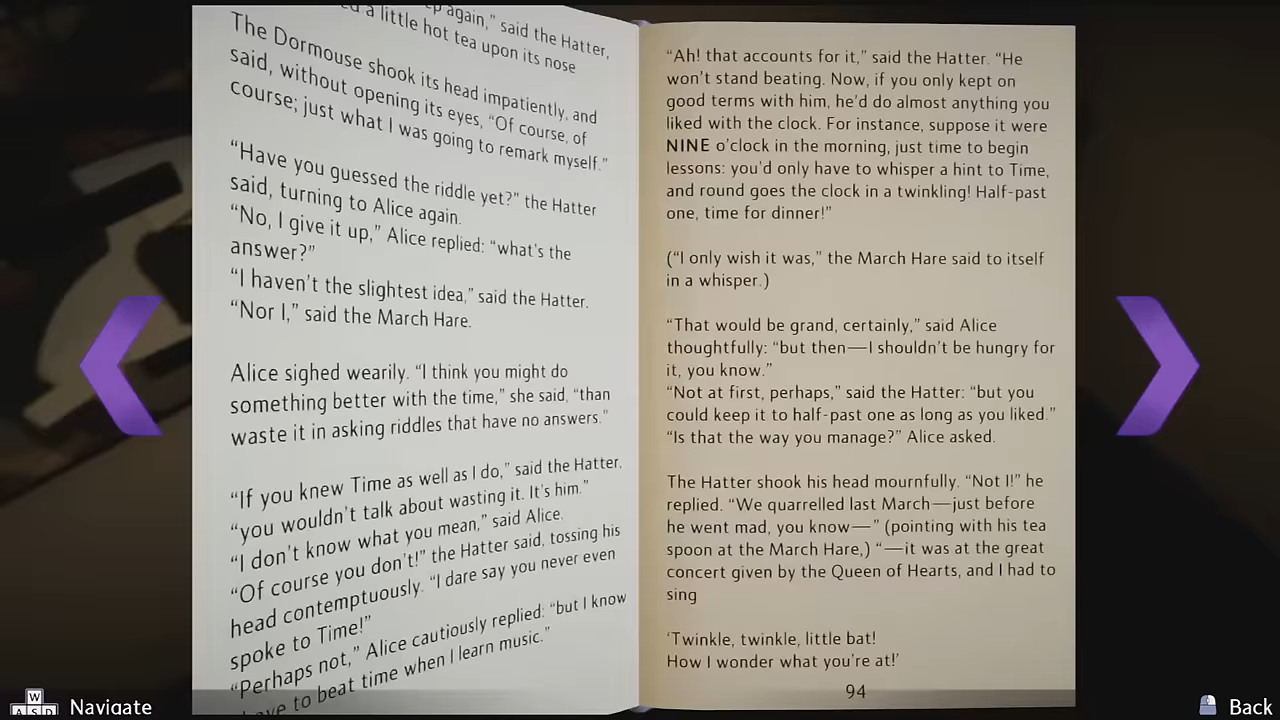 ep again,” said the Hatter,
ed a little hot tea upon its nose
The Dormouse shook its head impatiently, and
said, without opening its eyes, “Of course, of
course; just what I was going to remark myself.”
“Have you guessed the riddle yet?” the Hatter
said, turning to Alice again.
“No, I give it up,” Alice replied: “what's the
answer?”
“I haven't the slightest idea,” said the Hatter.
“Nor I,” said the March Hare.
Alice sighed wearily. “I think you might do
something better with the time,” she said, “than
waste it in asking riddles that have no answers.”
“If you knew Time as well as I do,” said the Hatter,
“you wouldn't talk about wasting it. It's him.”
“I don't know what you mean,” said Alice.
“Of course you don't!” the Hatter said, tossing his
head contemptuously. “I dare say you never even
spoke to Time!”
“Perhaps not,” Alice cautiously replied: “but I know
have to beat time when I learn music.”
“Ah! that accounts for it,” said the Hatter. “He
won't stand beating. Now, if you only kept on
good terms with him, he'd do almost anything you
liked with the clock. For instance, suppose it were
NINE o'clock in the morning, just time to begin
lessons: you'd only have to whisper a hint to Time,
and round goes the clock in a twinkling! Half-past
one, time for dinner!”
(“I only wish it was,” the March Hare said to itself
in a whisper.)
“That would be grand, certainly,” said Alice
thoughtfully: “but then—I shouldn't be hungry for
it, you know.”
“Not at first, perhaps,” said the Hatter: “but you
could keep it to half-past one as long as you liked.”
“Is that the way you manage?” Alice asked.
The Hatter shook his head mournfully. “Not I!” he
replied. “We quarrelled last March—just before
he went mad, you know—” (pointing with his tea
spoon at the March Hare,) “—it was at the great
concert given by the Queen of Hearts, and I had to
sing
‘Twinkle, twinkle, little bat!
How I wonder what you're at!’
94
W
A S D Navigate
Back